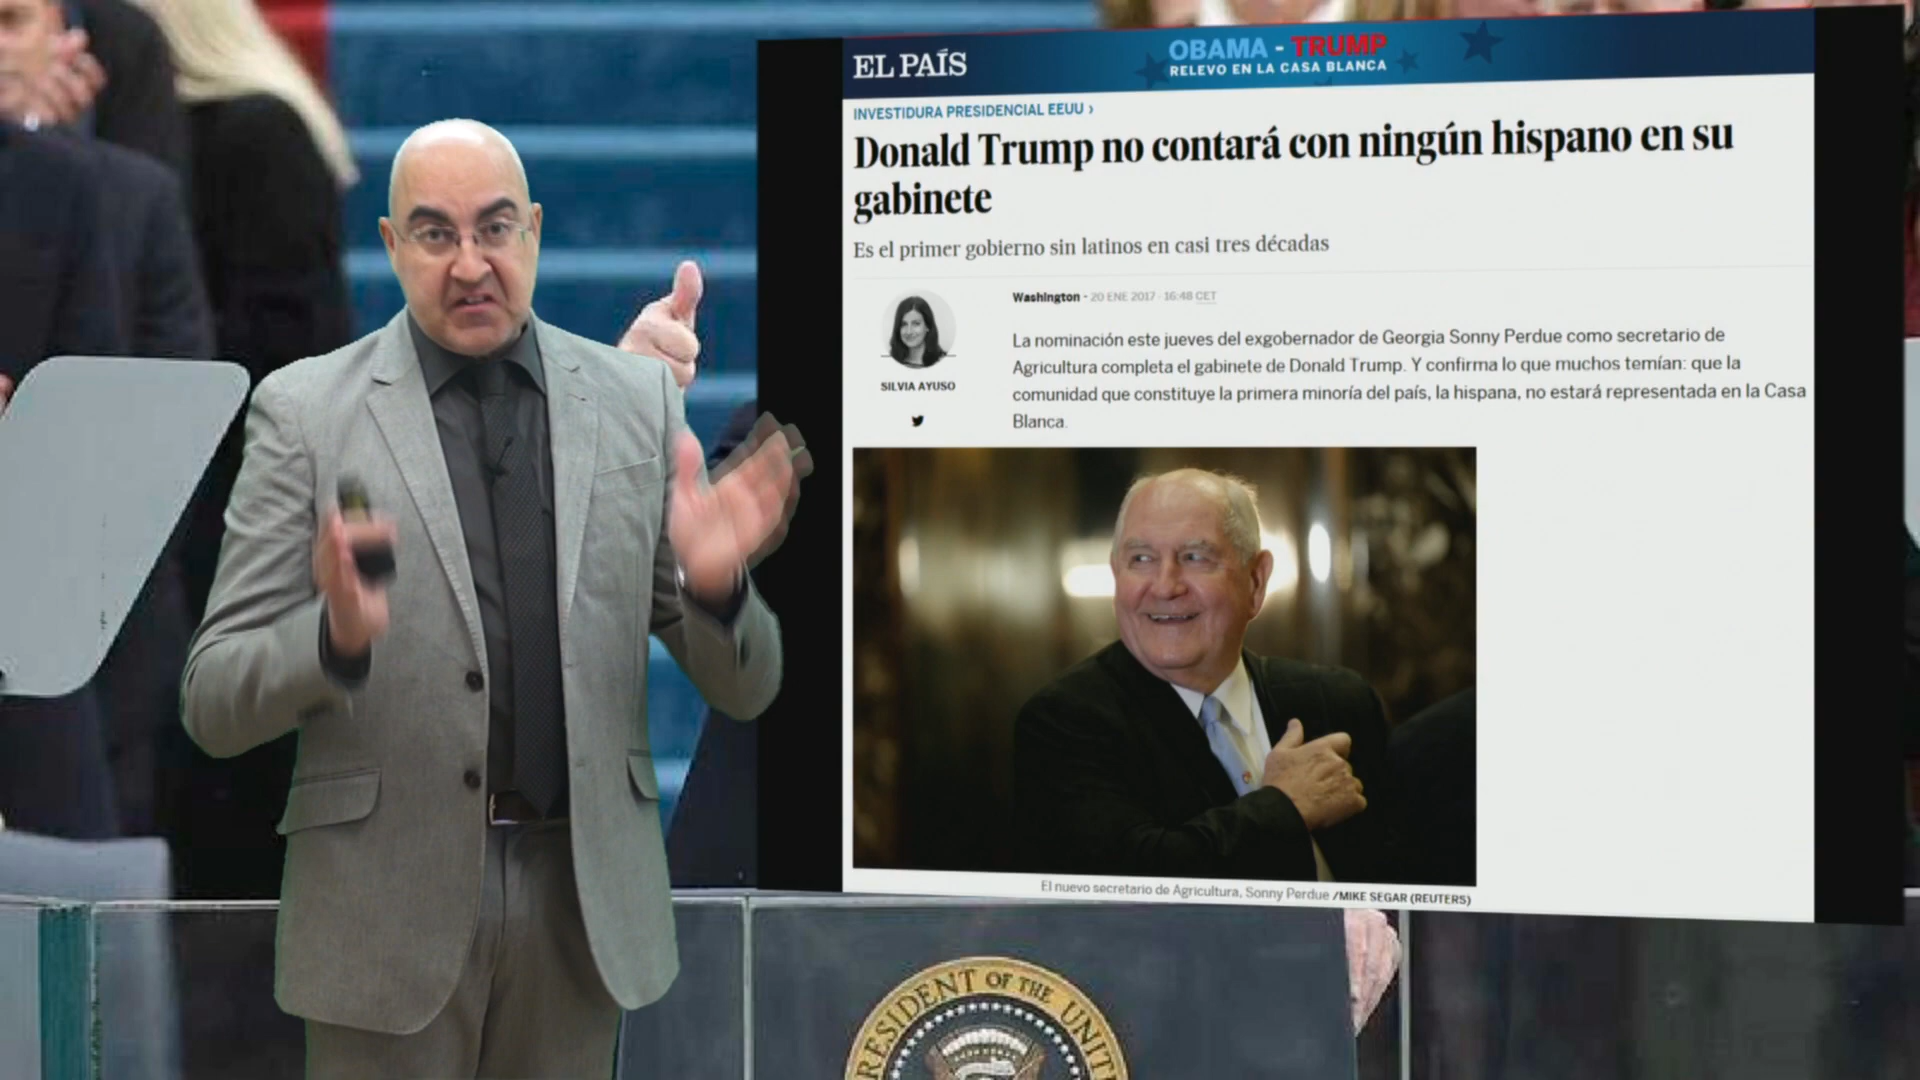 EL PAÍS
OBAMA - TRUMP
RELEVO EN LA CASA BLANCA
INVESTIDURA PRESIDENCIAL EEUU ›
Donald Trump no contará con ningún hispano en su
gabinete
Es el primer gobierno sin latinos en casi tres décadas
SILVIA AYUSO
Washington - 20 ENE 2017 - 16:48 CET
La nominación este jueves del exgobernador de Georgia Sonny Perdue como secretario de
Agricultura completa el gabinete de Donald Trump. Y confirma lo que muchos temían: que la
comunidad que constituye la primera minoría del país, la hispana, no estará representada en la Casa
Blanca.
El nuevo secretario de Agricultura, Sonny Perdue /MIKE SEGAR (REUTERS)
RESIDENT OF THE UNIT